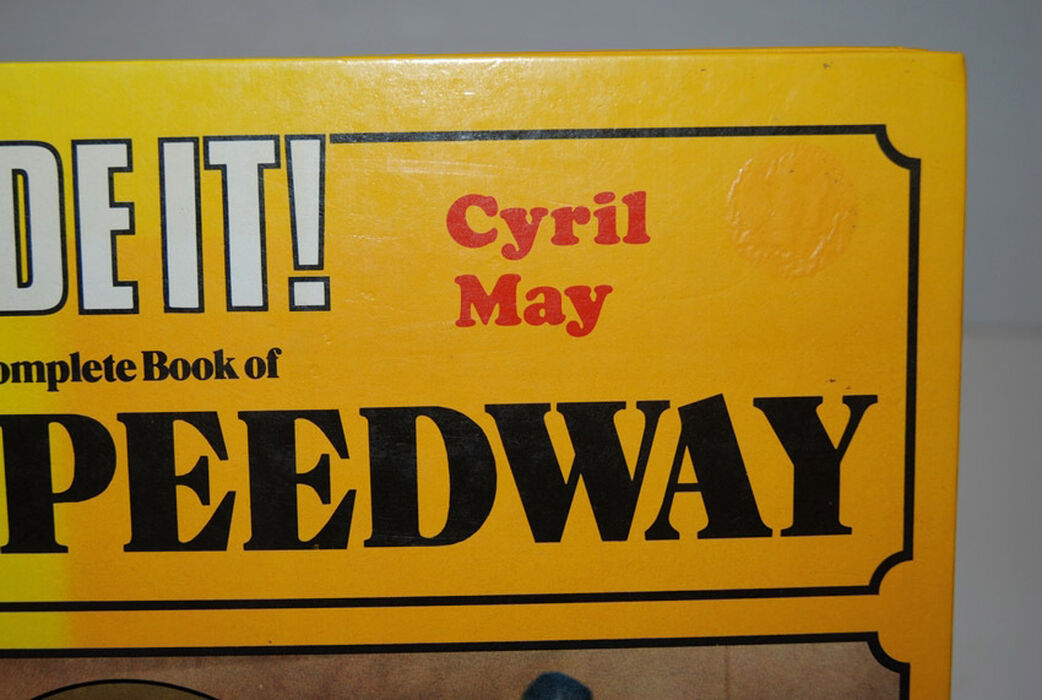 DE IT!
Cyril
May
omplete Book of
PEEDWAY